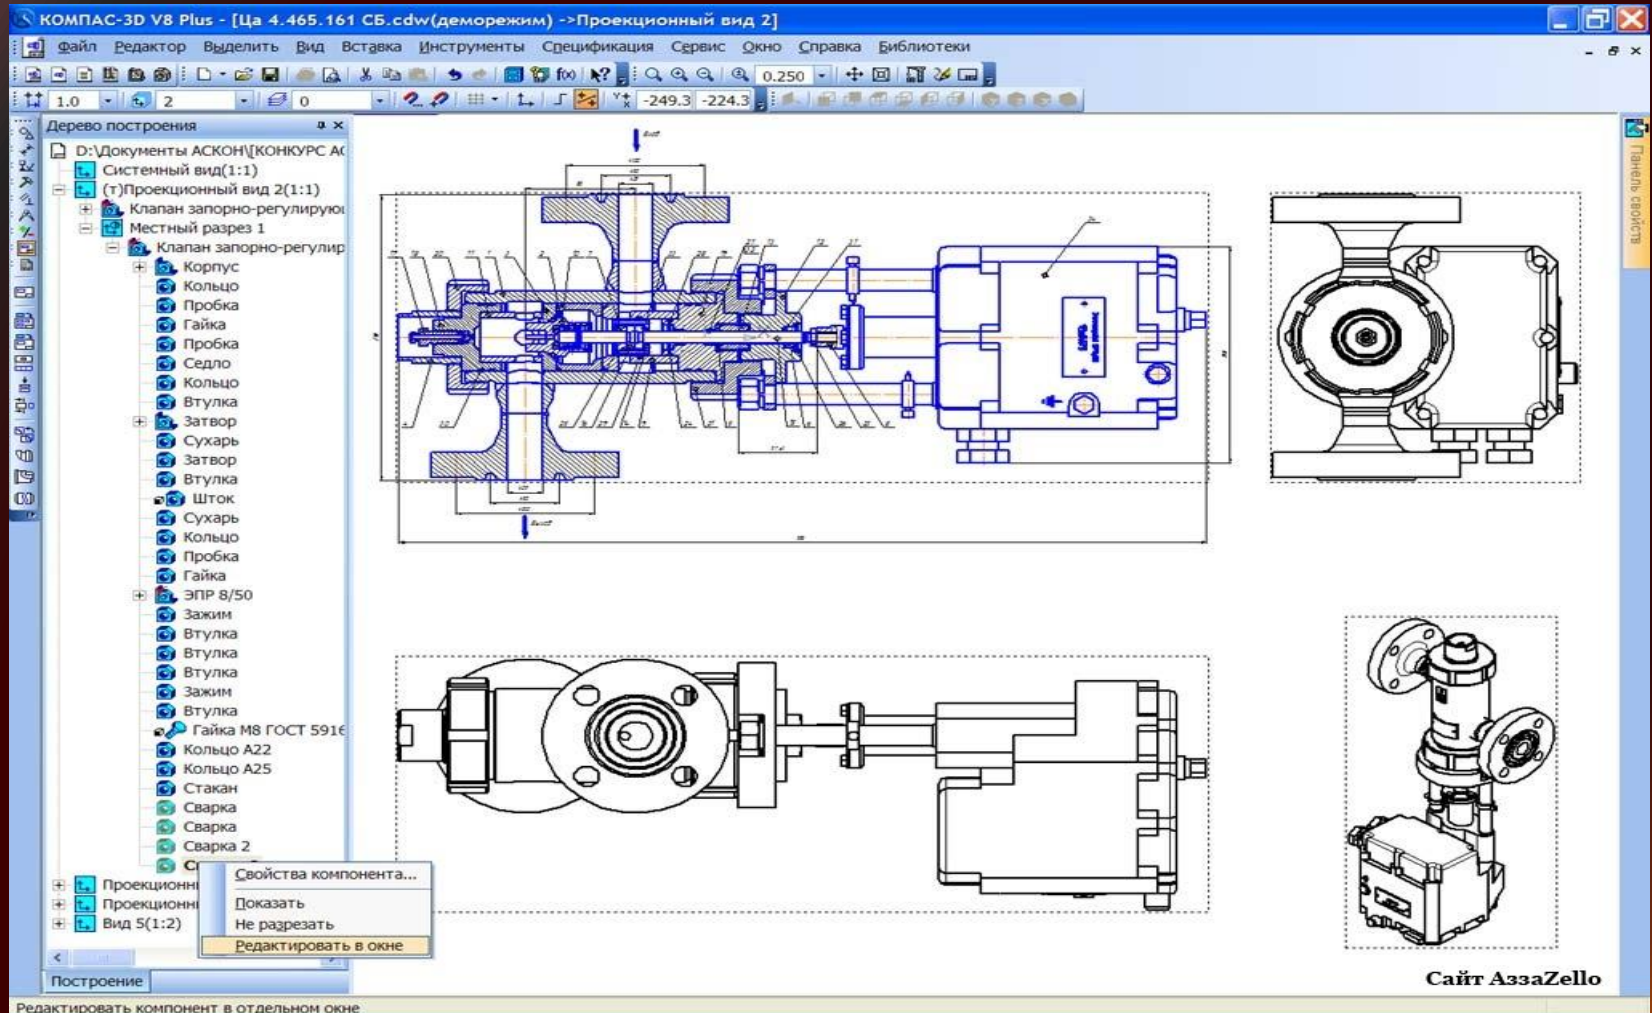 КОМПАС-3D V8 Plus - [Ца 4.465.161 СБ.cdw(деморежим) ->Проекционный вид 2]
Файл Редактор Выделить Вид Вставка Инструменты Спецификация Сервис Окно Справка Библиотеки
0.250
1.0 2 0 -249.3 -224.3
Дерево построения
D:\Документы АСКОН\[КОНКУРС АС
Системный вид(1:1)
(т)Проекционный вид 2(1:1)
Клапан запорно-регулирующ
Местный разрез 1
Клапан запорно-регулир
Корпус
Кольцо
Пробка
Гайка
Пробка
Седло
Кольцо
Втулка
Затвор
Сухарь
Затвор
Втулка
Шток
Сухарь
Кольцо
Пробка
Гайка
ЭПР 8/50
Зажим
Втулка
Втулка
Втулка
Зажим
Втулка
Гайка М8 ГОСТ 5916
Кольцо А22
Кольцо А25
Стакан
Сварка
Сварка
Сварка 2
Проекционн
Проекционн
Вид 5(1:2)
Свойства компонента...
Показать
Не разрезать
Редактировать в окне
Построение
Панель свойств
Вход
Выход
Сайт АззаZello
Редактировать компонент в отдельном окне